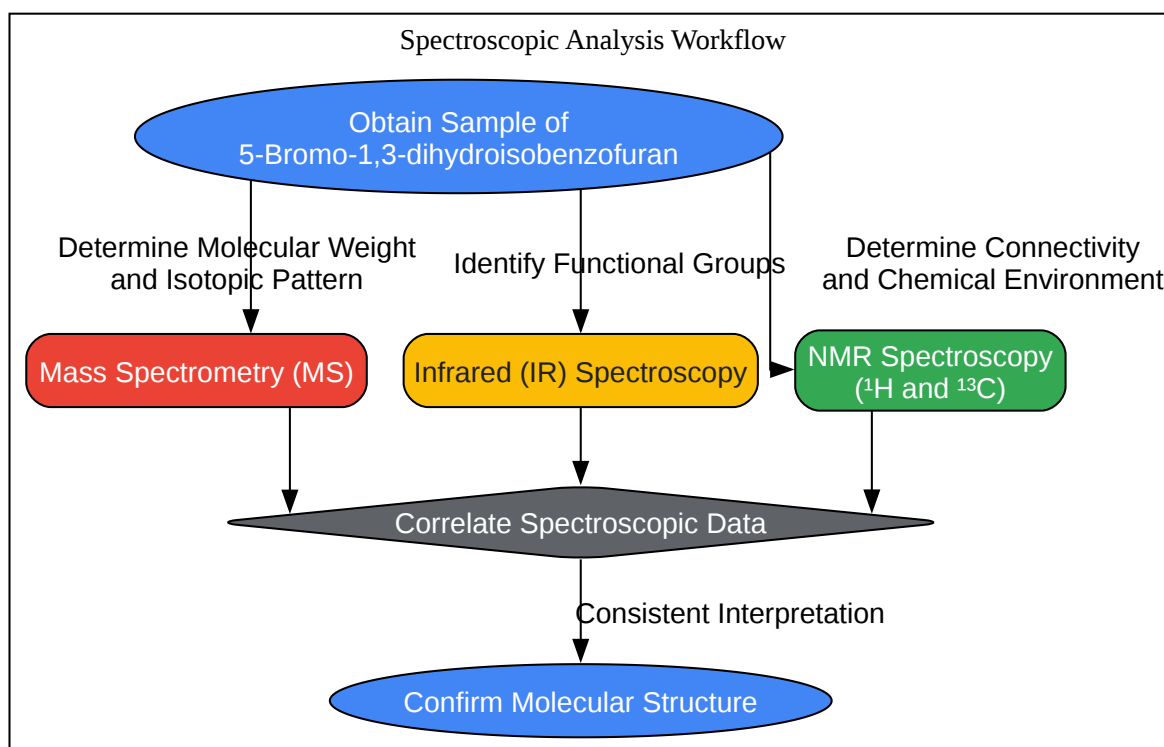 Spectroscopic Analysis Workflow
Obtain Sample of
5-Bromo-1,3-dihydroisobenzofuran
Determine Molecular Weight
and Isotopic Pattern
Identify Functional Groups
Determine Connectivity
and Chemical Environment
Mass Spectrometry (MS)
Infrared (IR) Spectroscopy
NMR Spectroscopy
(¹H and ¹³C)
Correlate Spectroscopic Data
Consistent Interpretation
Confirm Molecular Structure